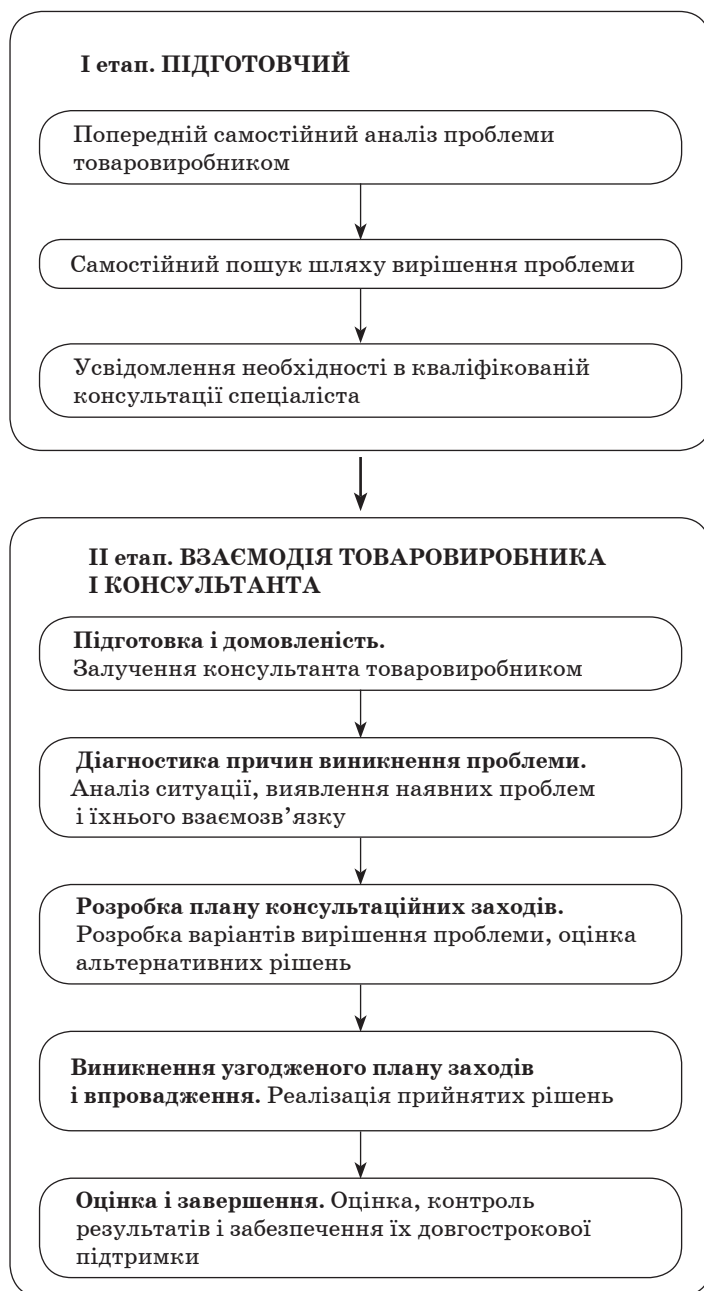 І етап. ПІДГОТОВЧИЙ
Попередній самостійний аналіз проблеми
товаровиробником
Самостійний пошук шляху вирішення проблеми
Усвідомлення необхідності в кваліфікованій
консультації спеціаліста
ІІ етап. ВЗАЄМОДІЯ ТОВАРОВИРОБНИКА
І КОНСУЛЬТАНТА
Підготовка і домовленість.
Залучення консультанта товаровиробником
Діагностика причин виникнення проблеми.
Аналіз ситуації, виявлення наявних проблем
і їхнього взаємозв’язку
Розробка плану консультаційних заходів.
Розробка варіантів вирішення проблеми, оцінка
альтернативних рішень
Виникнення узгодженого плану заходів
і впровадження. Реалізація прийнятих рішень
Оцінка і завершення. Оцінка, контроль
результатів і забезпечення їх довгострокової
підтримки